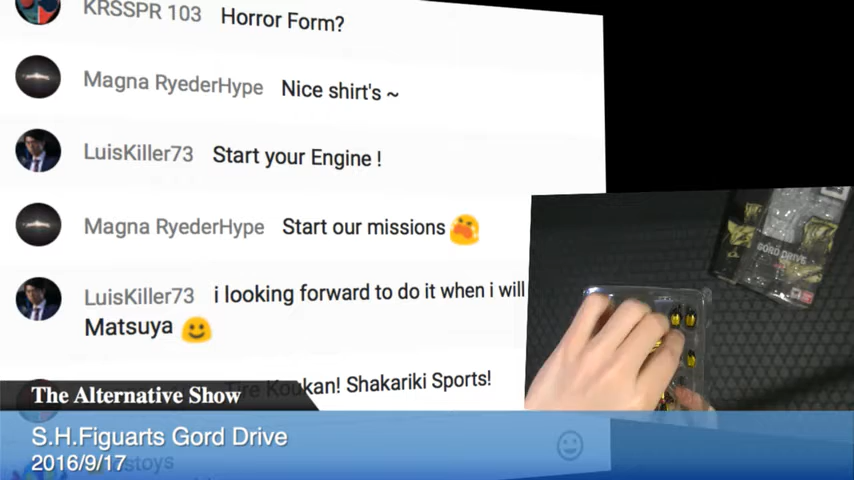 KRSSPR 103 Horror Form?
Magna RyederHype Nice shirt's ~
LuisKiller73 Start your Engine !
Magna RyederHype Start our missions
LuisKiller73 i looking forward to do it when i will
Matsuya
Tire Koukan! Shakariki Sports!
The Alternative Show
S.H.Figuarts Gord Drive
2016/9/17
GORD DRIVE